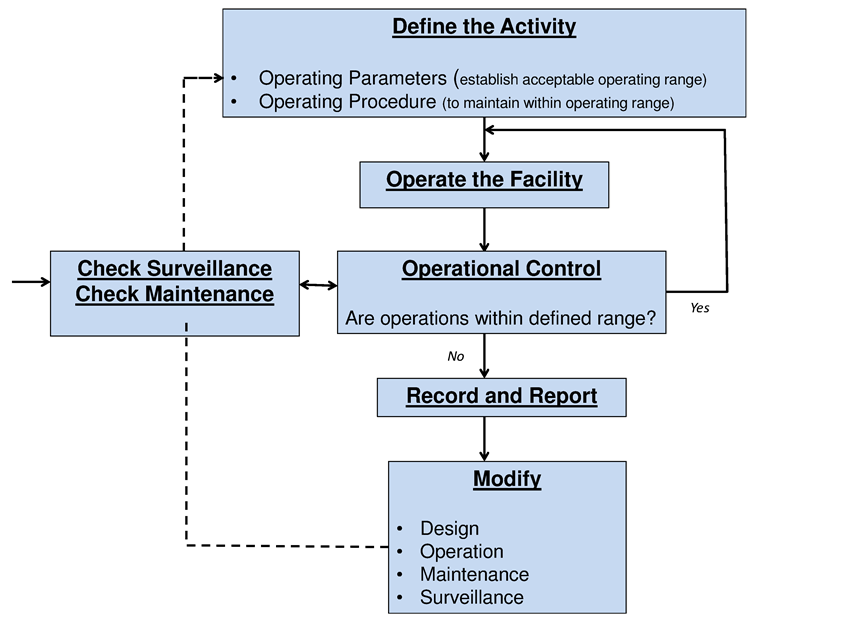 Define the Activity
• Operating Parameters (establish acceptable operating range)
• Operating Procedure (to maintain within operating range)
Operate the Facility
Check Surveillance
Check Maintenance
Operational Control
Are operations within defined range?
Yes
No
Record and Report
Modify
• Design
• Operation
• Maintenance
• Surveillance